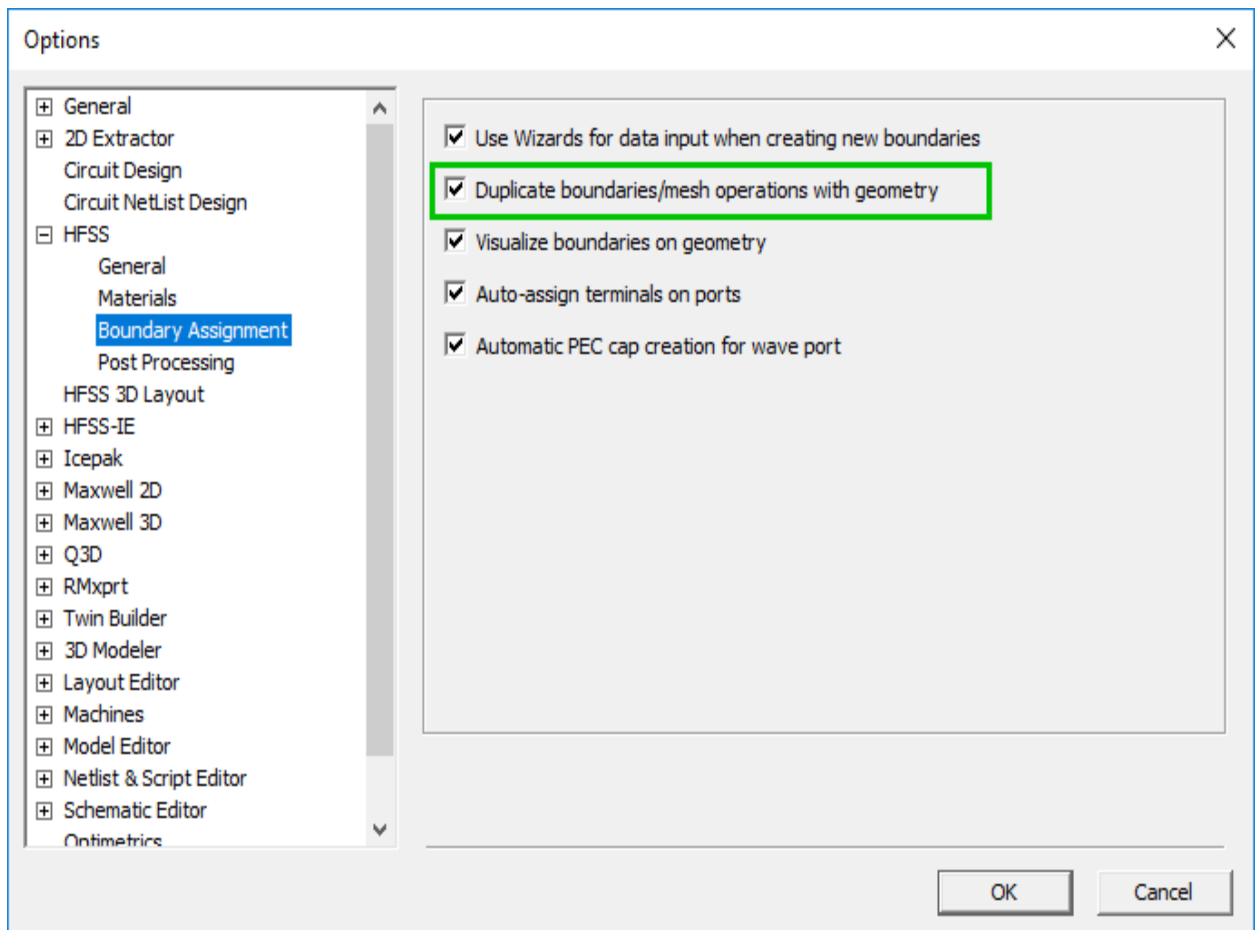 Options
General
2D Extractor
Circuit Design
Circuit NetList Design
HFSS
General
Materials
Boundary Assignment
Post Processing
HFSS 3D Layout
HFSS-IE
Icepak
Maxwell 2D
Maxwell 3D
Q3D
RMxprt
Twin Builder
3D Modeler
Layout Editor
Machines
Model Editor
Netlist & Script Editor
Schematic Editor
Optimetrics
Use Wizards for data input when creating new boundaries
Duplicate boundaries/mesh operations with geometry
Visualize boundaries on geometry
Auto-assign terminals on ports
Automatic PEC cap creation for wave port
OK
Cancel